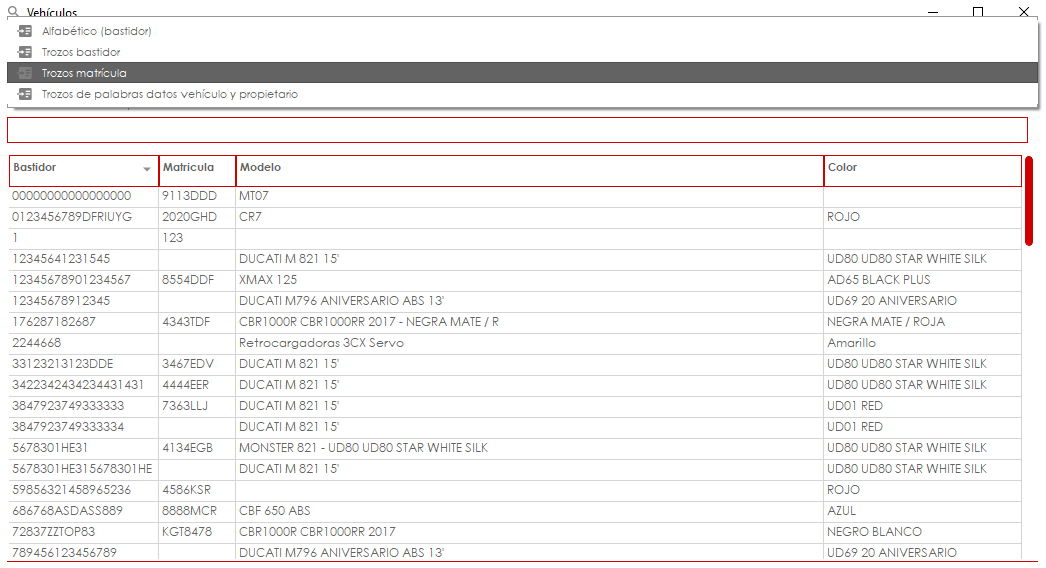 Vehículos
Alfabético (bastidor)
Trozos bastidor
Trozos matrícula
Trozos de palabras datos vehículo y propietario
Bastidor Matricula Modelo Color
00000000000000000 9113DDD MT07
0123456789DFRIUYG 2020GHD CR7 ROJO
1 123
12345641231545 DUCATI M 821 15' UD80 UD80 STAR WHITE SILK
12345678901234567 8554DDF XMAX 125 AD65 BLACK PLUS
12345678912345 DUCATI M796 ANIVERSARIO ABS 13' UD69 20 ANIVERSARIO
176287182687 4343TDF CBR1000R CBR1000RR 2017 - NEGRA MATE / R NEGRA MATE / ROJA
2244668 Retrocargadoras 3CX Servo Amarillo
33123213123DDE 3467EDV DUCATI M 821 15' UD80 UD80 STAR WHITE SILK
3422342434234431431 4444EER DUCATI M 821 15' UD80 UD80 STAR WHITE SILK
3847923749333333 7363LLJ DUCATI M 821 15' UD01 RED
3847923749333334 DUCATI M 821 15' UD01 RED
5678301HE31 4134EGB MONSTER 821 - UD80 UD80 STAR WHITE SILK UD80 UD80 STAR WHITE SILK
5678301HE315678301HE DUCATI M 821 15' UD80 UD80 STAR WHITE SILK
59856321458965236 4586KSR ROJO
686768ASDASS889 8888MCR CBF 650 ABS AZUL
72837ZZTOP83 KGT8478 CBR1000R CBR1000RR 2017 NEGRO BLANCO
789456123456789 DUCATI M796 ANIVERSARIO ABS 13' UD69 20 ANIVERSARIO